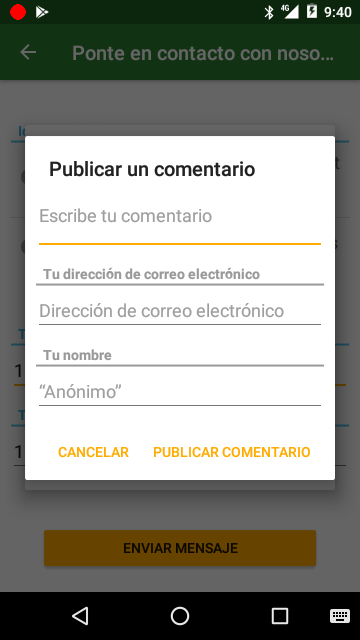 4G 9:40
Ponte en contacto con noso...
Publicar un comentario
Escribe tu comentario
Tu dirección de correo electrónico
Dirección de correo electrónico
Tu nombre
“Anónimo”
CANCELAR PUBLICAR COMENTARIO
ENVIAR MENSAJE